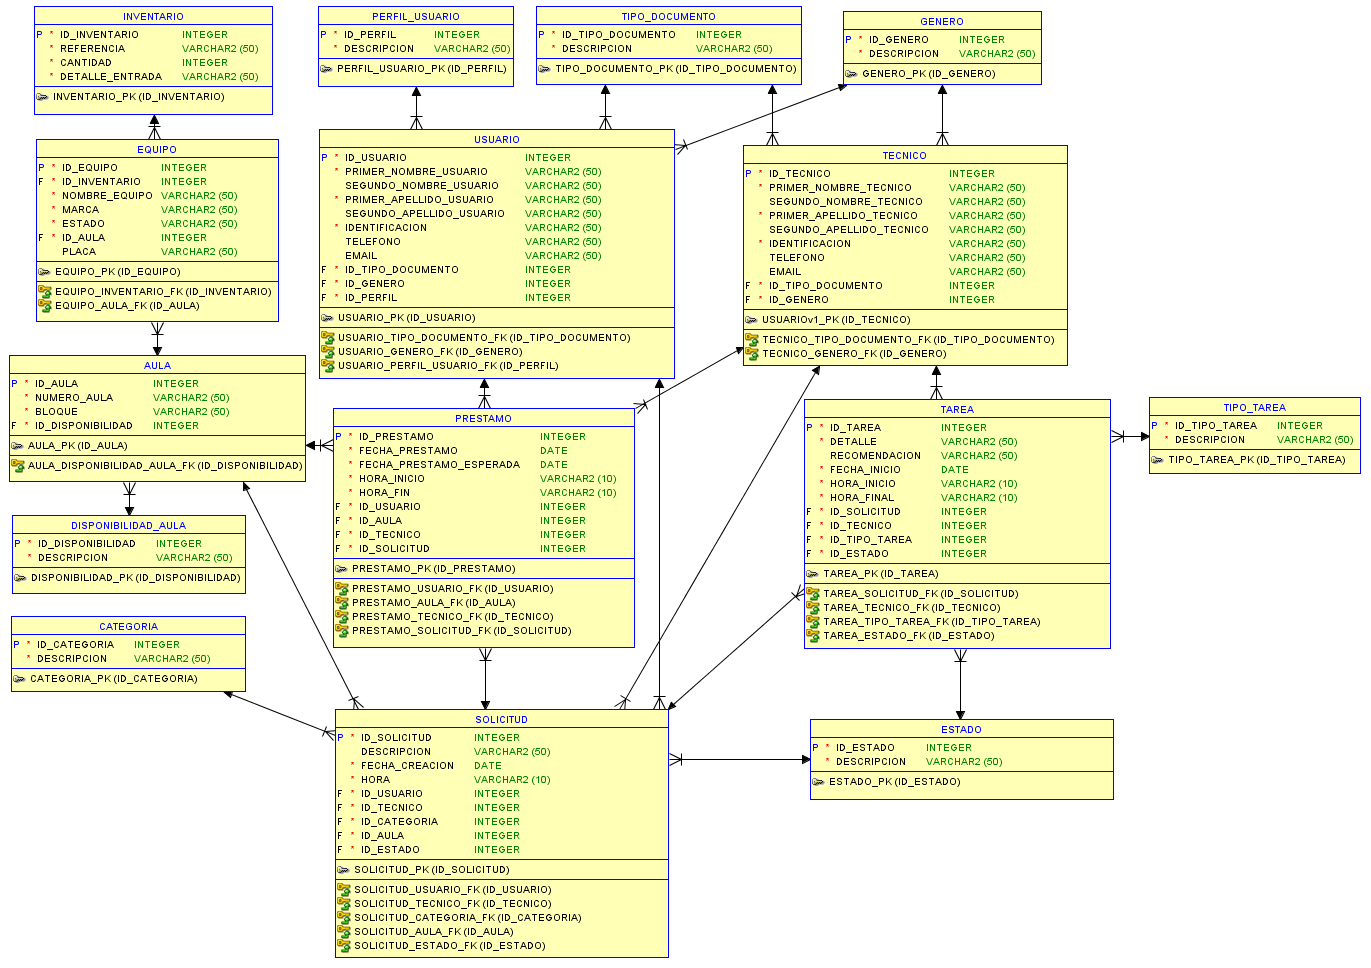 INVENTARIO
P * ID_INVENTARIO INTEGER
* REFERENCIA VARCHAR2 (50)
* CANTIDAD INTEGER
* DETALLE_ENTRADA VARCHAR2 (50)
INVENTARIO_PK (ID_INVENTARIO)
PERFIL_USUARIO
P * ID_PERFIL INTEGER
* DESCRIPCION VARCHAR2 (50)
PERFIL_USUARIO_PK (ID_PERFIL)
TIPO_DOCUMENTO
P * ID_TIPO_DOCUMENTO INTEGER
* DESCRIPCION VARCHAR2 (50)
TIPO_DOCUMENTO_PK (ID_TIPO_DOCUMENTO)
GENERO
P * ID_GENERO INTEGER
* DESCRIPCION VARCHAR2 (50)
GENERO_PK (ID_GENERO)
EQUIPO
P * ID_EQUIPO INTEGER
F * ID_INVENTARIO INTEGER
* NOMBRE_EQUIPO VARCHAR2 (50)
* MARCA VARCHAR2 (50)
* ESTADO VARCHAR2 (50)
F * ID_AULA INTEGER
PLACA VARCHAR2 (50)
EQUIPO_PK (ID_EQUIPO)
EQUIPO_INVENTARIO_FK (ID_INVENTARIO)
EQUIPO_AULA_FK (ID_AULA)
USUARIO
P * ID_USUARIO INTEGER
* PRIMER_NOMBRE_USUARIO VARCHAR2 (50)
SEGUNDO_NOMBRE_USUARIO VARCHAR2 (50)
* PRIMER_APELLIDO_USUARIO VARCHAR2 (50)
SEGUNDO_APELLIDO_USUARIO VARCHAR2 (50)
* IDENTIFICACION VARCHAR2 (50)
TELEFONO VARCHAR2 (50)
EMAIL VARCHAR2 (50)
F * ID_TIPO_DOCUMENTO INTEGER
F * ID_GENERO INTEGER
F * ID_PERFIL INTEGER
USUARIO_PK (ID_USUARIO)
USUARIO_TIPO_DOCUMENTO_FK (ID_TIPO_DOCUMENTO)
USUARIO_GENERO_FK (ID_GENERO)
USUARIO_PERFIL_USUARIO_FK (ID_PERFIL)
TECNICO
P * ID_TECNICO INTEGER
* PRIMER_NOMBRE_TECNICO VARCHAR2 (50)
SEGUNDO_NOMBRE_TECNICO VARCHAR2 (50)
* PRIMER_APELLIDO_TECNICO VARCHAR2 (50)
SEGUNDO_APELLIDO_TECNICO VARCHAR2 (50)
* IDENTIFICACION VARCHAR2 (50)
TELEFONO VARCHAR2 (50)
EMAIL VARCHAR2 (50)
F * ID_TIPO_DOCUMENTO INTEGER
F * ID_GENERO INTEGER
USUARIOv1_PK (ID_TECNICO)
TECNICO_TIPO_DOCUMENTO_FK (ID_TIPO_DOCUMENTO)
TECNICO_GENERO_FK (ID_GENERO)
AULA
P * ID_AULA INTEGER
* NUMERO_AULA VARCHAR2 (50)
* BLOQUE VARCHAR2 (50)
F * ID_DISPONIBILIDAD INTEGER
AULA_PK (ID_AULA)
AULA_DISPONIBILIDAD_AULA_FK (ID_DISPONIBILIDAD)
PRESTAMO
P * ID_PRESTAMO INTEGER
* FECHA_PRESTAMO DATE
* FECHA_PRESTAMO_ESPERADA DATE
* HORA_INICIO VARCHAR2 (10)
* HORA_FIN VARCHAR2 (10)
F * ID_USUARIO INTEGER
F * ID_AULA INTEGER
F * ID_TECNICO INTEGER
F * ID_SOLICITUD INTEGER
PRESTAMO_PK (ID_PRESTAMO)
PRESTAMO_USUARIO_FK (ID_USUARIO)
PRESTAMO_AULA_FK (ID_AULA)
PRESTAMO_TECNICO_FK (ID_TECNICO)
PRESTAMO_SOLICITUD_FK (ID_SOLICITUD)
TAREA
P * ID_TAREA INTEGER
* DETALLE VARCHAR2 (50)
RECOMENDACION VARCHAR2 (50)
* FECHA_INICIO DATE
* HORA_INICIO VARCHAR2 (10)
* HORA_FINAL VARCHAR2 (10)
F * ID_SOLICITUD INTEGER
F * ID_TECNICO INTEGER
F * ID_TIPO_TAREA INTEGER
F * ID_ESTADO INTEGER
TAREA_PK (ID_TAREA)
TAREA_SOLICITUD_FK (ID_SOLICITUD)
TAREA_TECNICO_FK (ID_TECNICO)
TAREA_TIPO_TAREA_FK (ID_TIPO_TAREA)
TAREA_ESTADO_FK (ID_ESTADO)
TIPO_TAREA
P * ID_TIPO_TAREA INTEGER
* DESCRIPCION VARCHAR2 (50)
TIPO_TAREA_PK (ID_TIPO_TAREA)
DISPONIBILIDAD_AULA
P * ID_DISPONIBILIDAD INTEGER
* DESCRIPCION VARCHAR2 (50)
DISPONIBILIDAD_PK (ID_DISPONIBILIDAD)
CATEGORIA
P * ID_CATEGORIA INTEGER
* DESCRIPCION VARCHAR2 (50)
CATEGORIA_PK (ID_CATEGORIA)
SOLICITUD
P * ID_SOLICITUD INTEGER
DESCRIPCION VARCHAR2 (50)
* FECHA_CREACION DATE
* HORA VARCHAR2 (10)
F * ID_USUARIO INTEGER
F * ID_TECNICO INTEGER
F * ID_CATEGORIA INTEGER
F * ID_AULA INTEGER
F * ID_ESTADO INTEGER
SOLICITUD_PK (ID_SOLICITUD)
SOLICITUD_USUARIO_FK (ID_USUARIO)
SOLICITUD_TECNICO_FK (ID_TECNICO)
SOLICITUD_CATEGORIA_FK (ID_CATEGORIA)
SOLICITUD_AULA_FK (ID_AULA)
SOLICITUD_ESTADO_FK (ID_ESTADO)
ESTADO
P * ID_ESTADO INTEGER
* DESCRIPCION VARCHAR2 (50)
ESTADO_PK (ID_ESTADO)